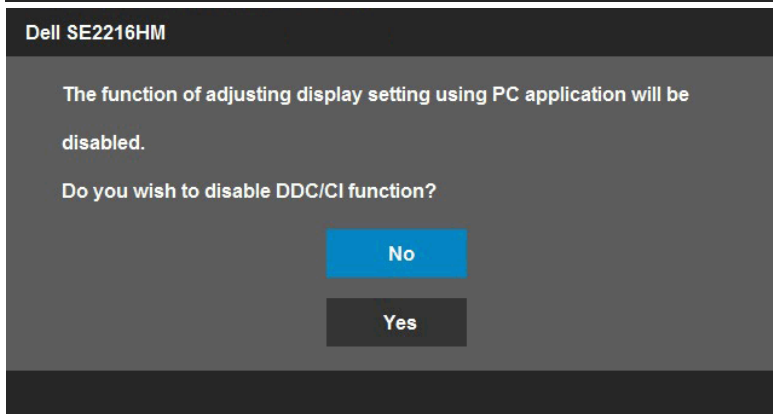 Dell SE2216HM
The function of adjusting display setting using PC application will be
disabled.
Do you wish to disable DDC/CI function?
No
Yes